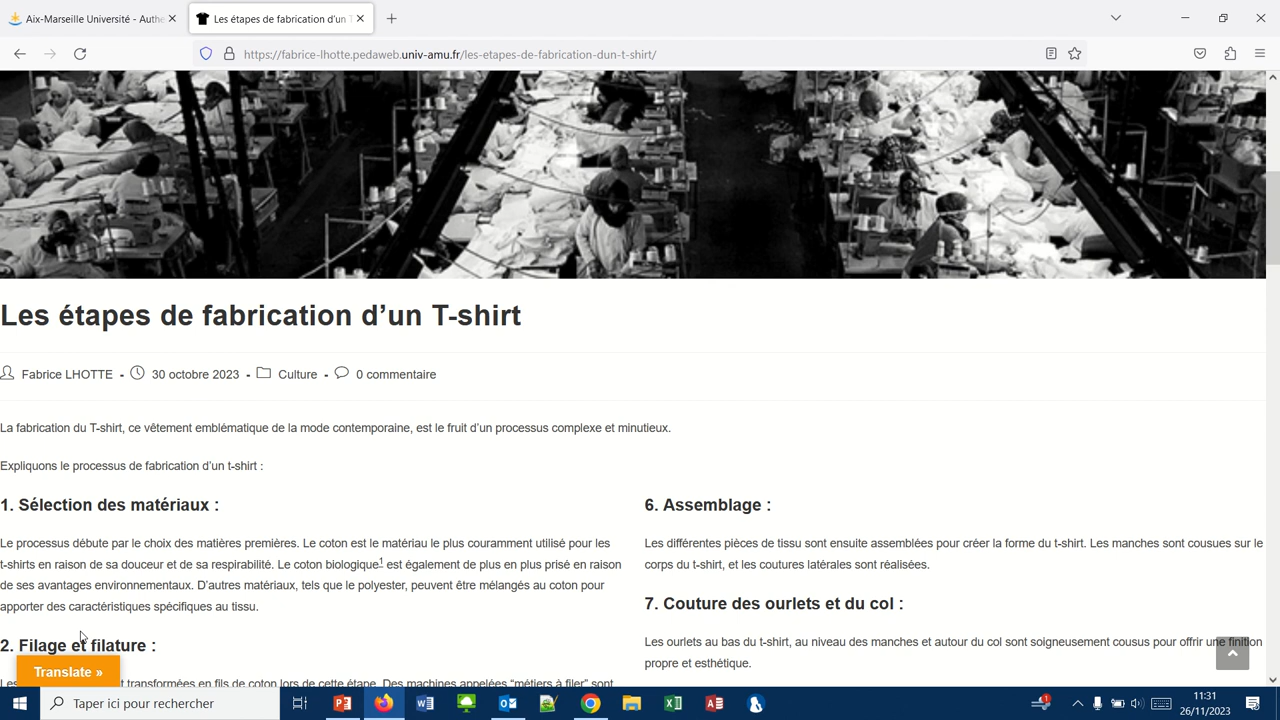 Aix-Marseille Université - Authe
Les étapes de fabrication d'un T
https://fabrice-lhotte.pedaweb.univ-amu.fr/les-etapes-de-fabrication-dun-t-shirt/
Les étapes de fabrication d’un T-shirt
Fabrice LHOTTE - 30 octobre 2023 - Culture - 0 commentaire
La fabrication du T-shirt, ce vêtement emblématique de la mode contemporaine, est le fruit d’un processus complexe et minutieux.
Expliquons le processus de fabrication d’un t-shirt :
1. Sélection des matériaux :
Le processus débute par le choix des matières premières. Le coton est le matériau le plus couramment utilisé pour les
t-shirts en raison de sa douceur et de sa respirabilité. Le coton biologique1 est également de plus en plus prisé en raison
de ses avantages environnementaux. D’autres matériaux, tels que le polyester, peuvent être mélangés au coton pour
apporter des caractéristiques spécifiques au tissu.
2. Filage et filature :
Les
t transformées en fils de coton lors de cette étape. Des machines appelées “métiers à filer” sont
6. Assemblage :
Les différentes pièces de tissu sont ensuite assemblées pour créer la forme du t-shirt. Les manches sont cousues sur le
corps du t-shirt, et les coutures latérales sont réalisées.
7. Couture des ourlets et du col :
Les ourlets au bas du t-shirt, au niveau des manches et autour du col sont soigneusement cousus pour offrir une finition
propre et esthétique.
Translate »
Taper ici pour rechercher
11:31
26/11/2023